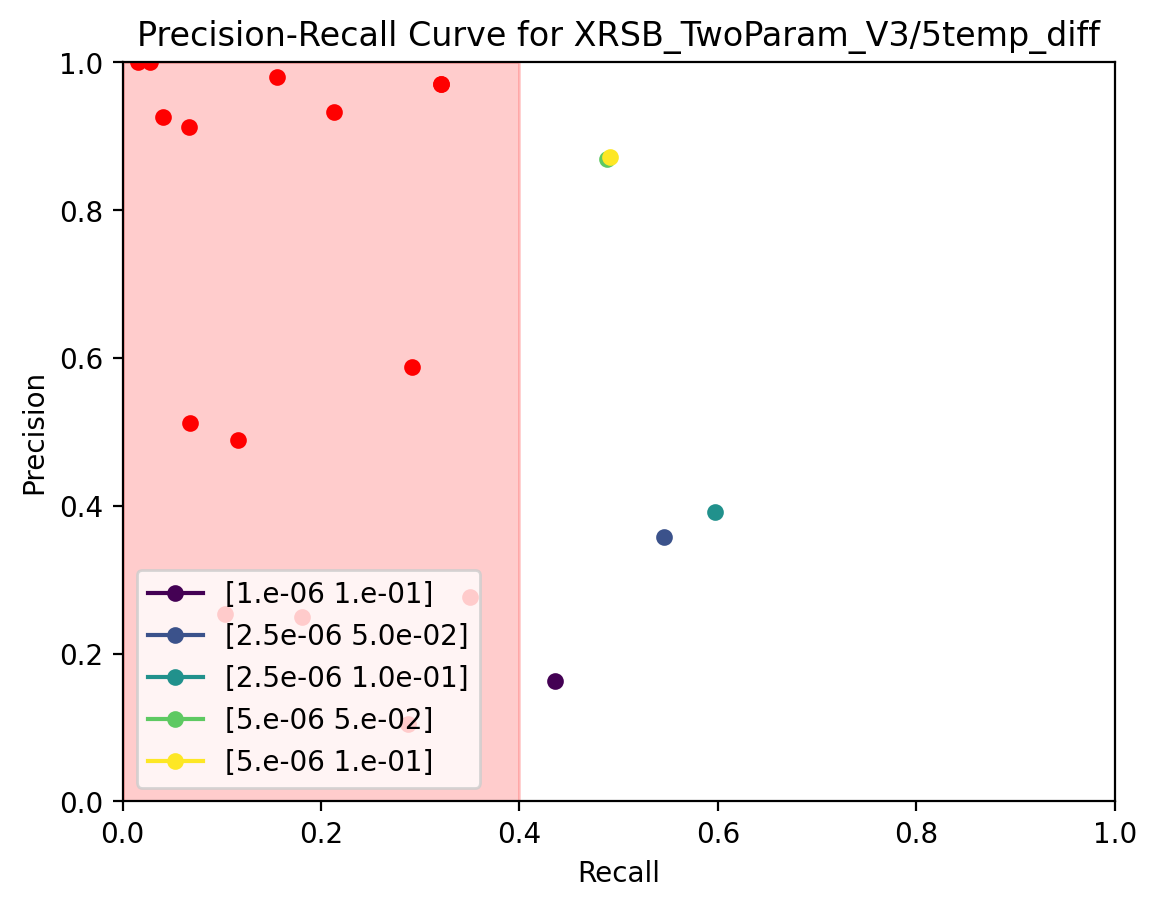 Precision-Recall Curve for XRSB_TwoParam_V3/5temp_diff
1.0
0.8
0.6
0.4
0.2
0.0
Precision
[1.e-06 1.e-01]
[2.5e-06 5.0e-02]
[2.5e-06 1.0e-01]
[5.e-06 5.e-02]
[5.e-06 1.e-01]
0.0 0.2 0.4 0.6 0.8 1.0
Recall